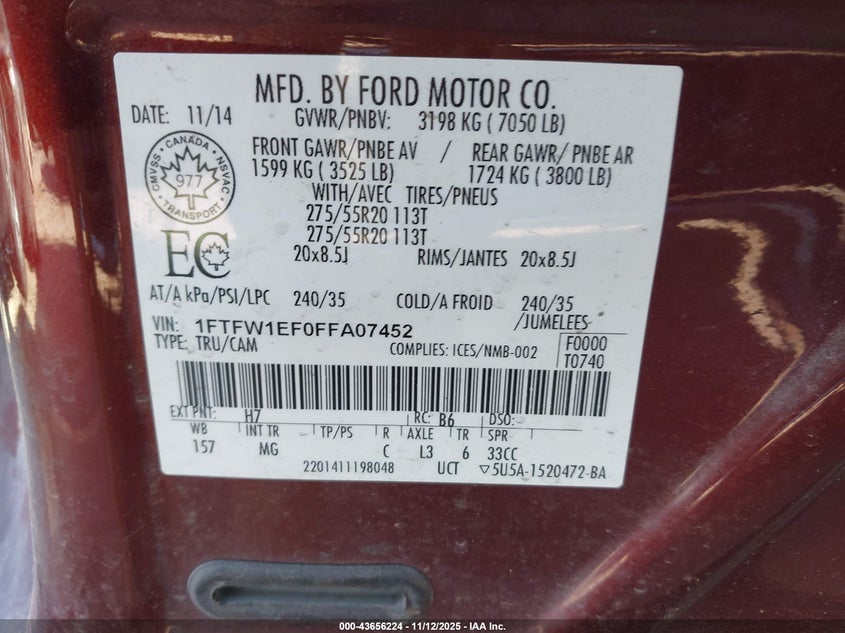 MFD. BY FORD MOTOR CO.
DATE: 11/14
GVWR/PNBV: 3198 KG ( 7050 LB)
FRONT GAWR/PNBE AV / REAR GAWR/ PNBE AR
1599 KG ( 3525 LB) 1724 KG ( 3800 LB)
WITH/AVEC TIRES/PNEUS
275/55R20 113T
275/55R20 113T
20x8.5J RIMS/JANTES 20x8.5J
CANADA
CMVSS NSVAC
977
TRANSPORT
EC
AT/A kPa/PSI/LPC 240/35 COLD/A FROID 240/35
/JUMELEES
VIN: 1FTFW1EF0FFA07452
TYPE: TRU/CAM COMPLIES: ICES/NMB-002
F0000
T0740
EXT PNT: H7 RC: B6 DSO:
WB INT TR TP/PS R AXLE TR SPR
157 MG C L3 6 33CC
2201411198048 UCT ▽5U5A-1520472-BA
000-43656224 - 11/12/2025 - IAA Inc.